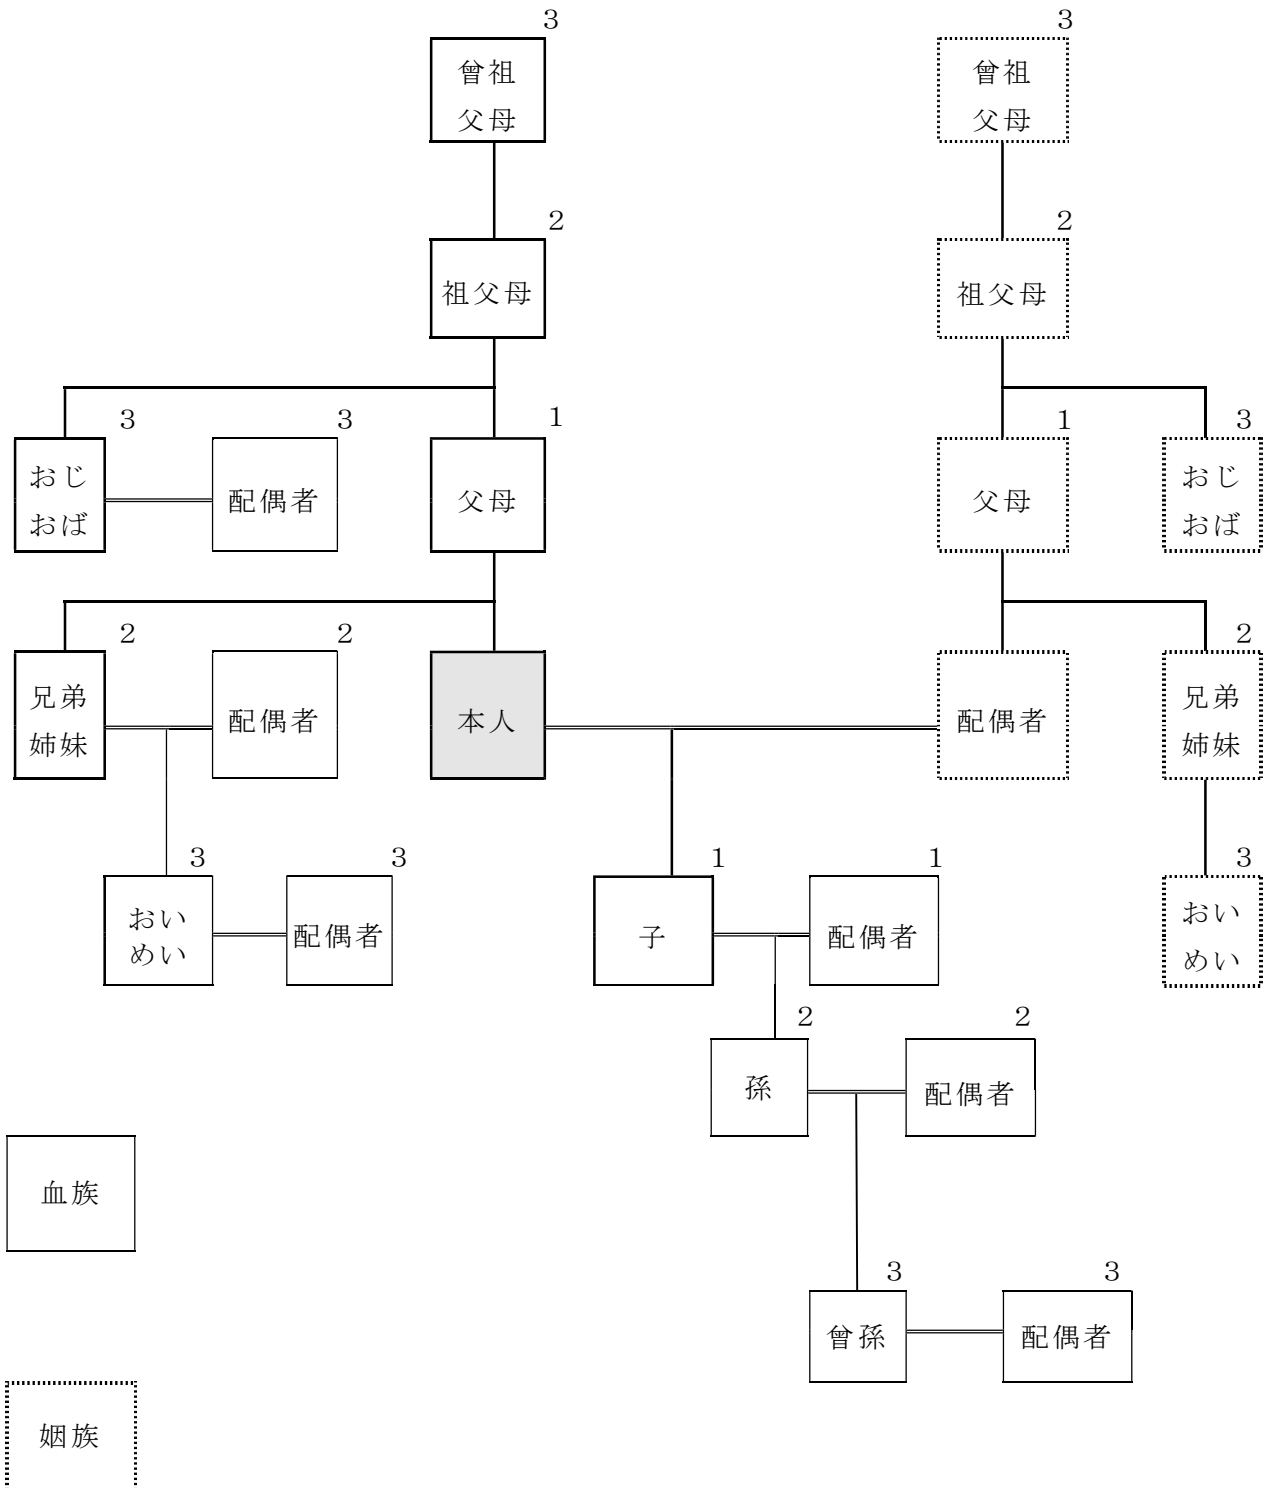 3
3
曾祖
父母
曾祖
父母
2
2
祖父母
祖父母
3
3
1
1
3
おじ
おば
配偶者
父母
父母
おじ
おば
2
2
2
兄弟
姉妹
配偶者
本人
配偶者
兄弟
姉妹
3
3
1
1
3
おい
めい
配偶者
子
配偶者
おい
めい
2
2
孫
配偶者
血族
3
3
曾孫
配偶者
姻族